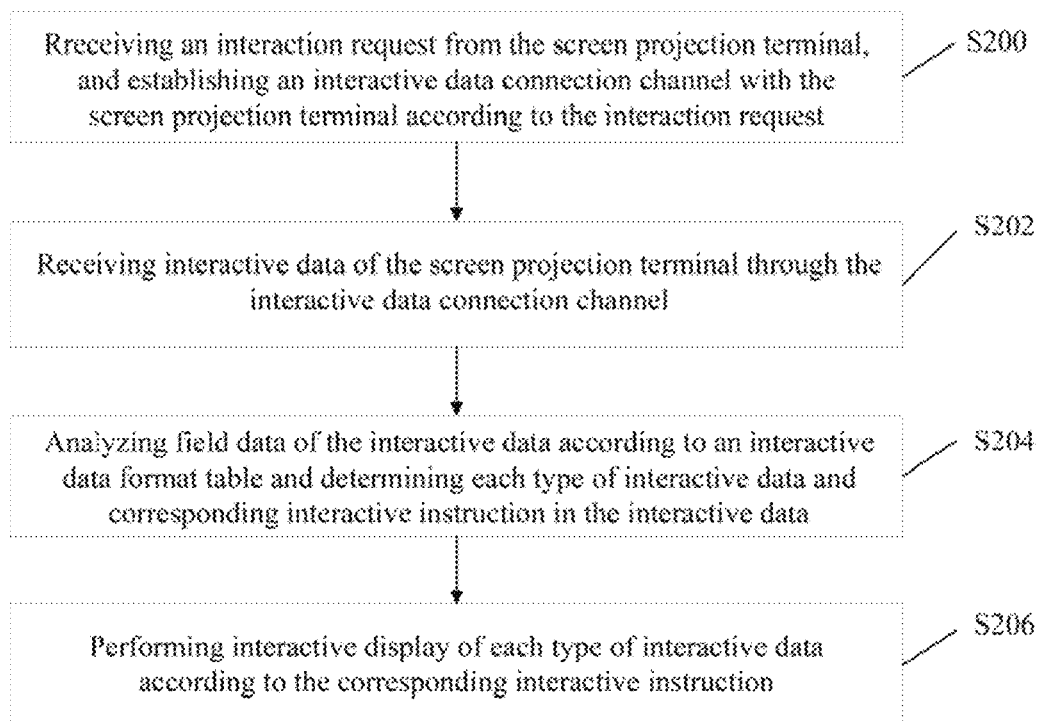 Rreceiving an interaction request from the screen projection terminal,
and establishing an interactive data connection channel with the
screen projection terminal according to the interaction request
S200
Receiving interactive data of the screen projection terminal through the
interactive data connection channel
S202
Analyzing field data of the interactive data according to an interactive
data format table and determining each type of interactive data and
corresponding interactive instruction in the interactive data
S204
Performing interactive display of each type of interactive data
according to the corresponding interactive instruction
S206